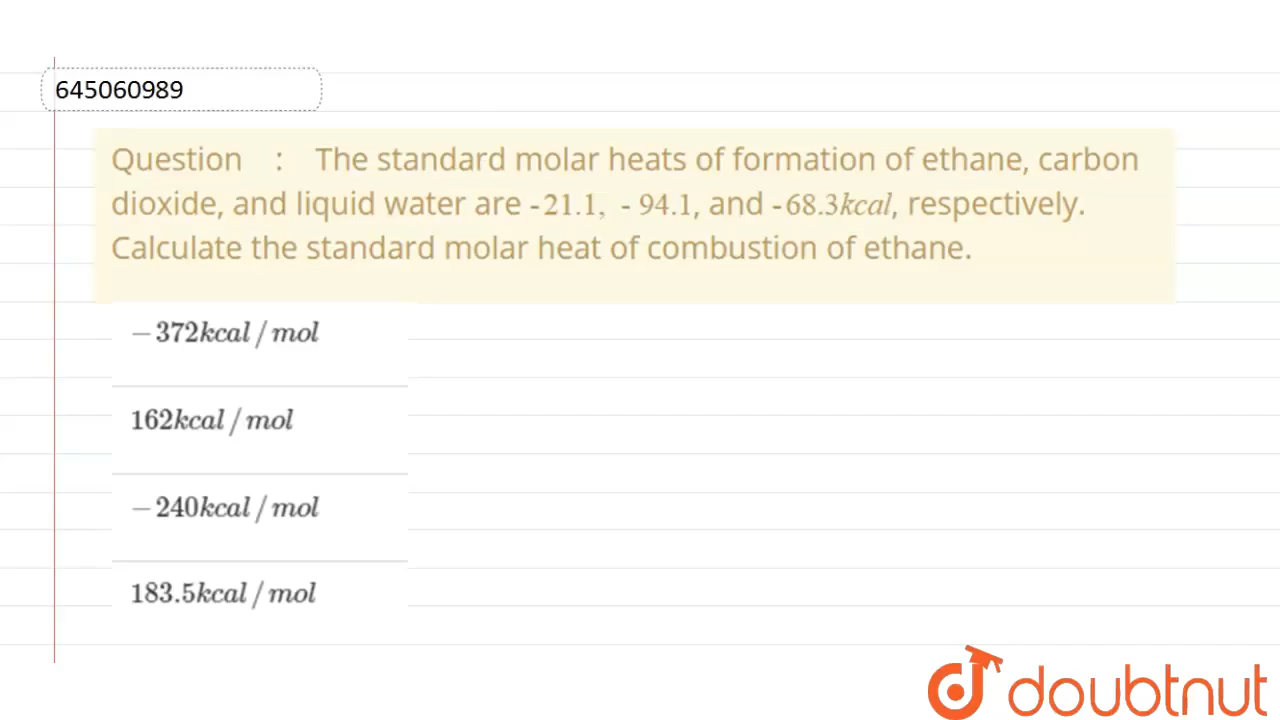 645060989
Question : The standard molar heats of formation of ethane, carbon
dioxide, and liquid water are -21.1, - 94.1, and -68.3kcal, respectively.
Calculate the standard molar heat of combustion of ethane.
−372kcal/mol
162kcal/mol
−240kcal/mol
183.5kcal/mol
doubtnut